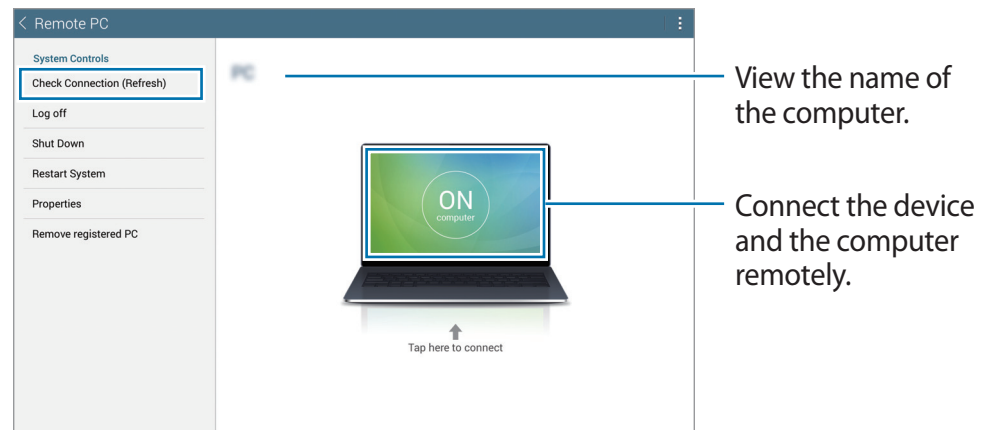 Remote PC
System Controls
Check Connection (Refresh)
Log off
Shut Down
Restart System
Properties
Remove registered PC
PC
ON
computer
Tap here to connect
View the name of
the computer.
Connect the device
and the computer
remotely.